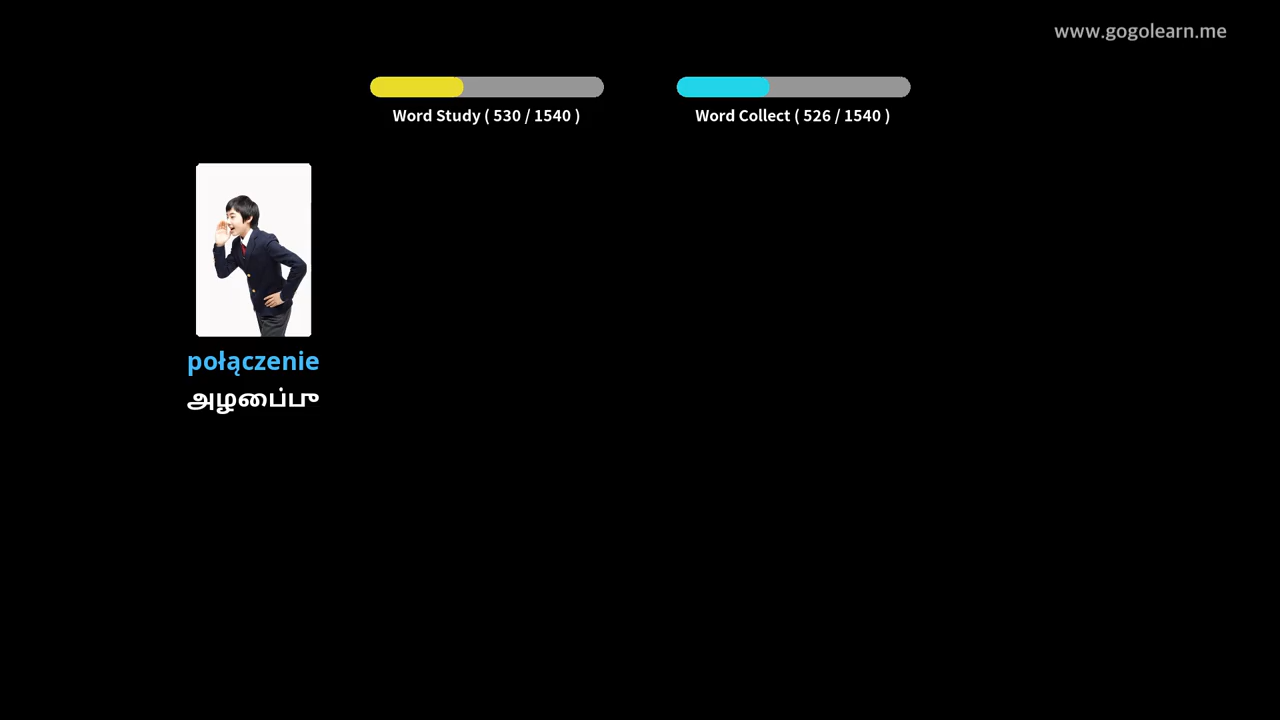 www.gogolearn.me
Word Study ( 530 / 1540 )
Word Collect ( 526 / 1540 )
połączenie
அழைப்பு